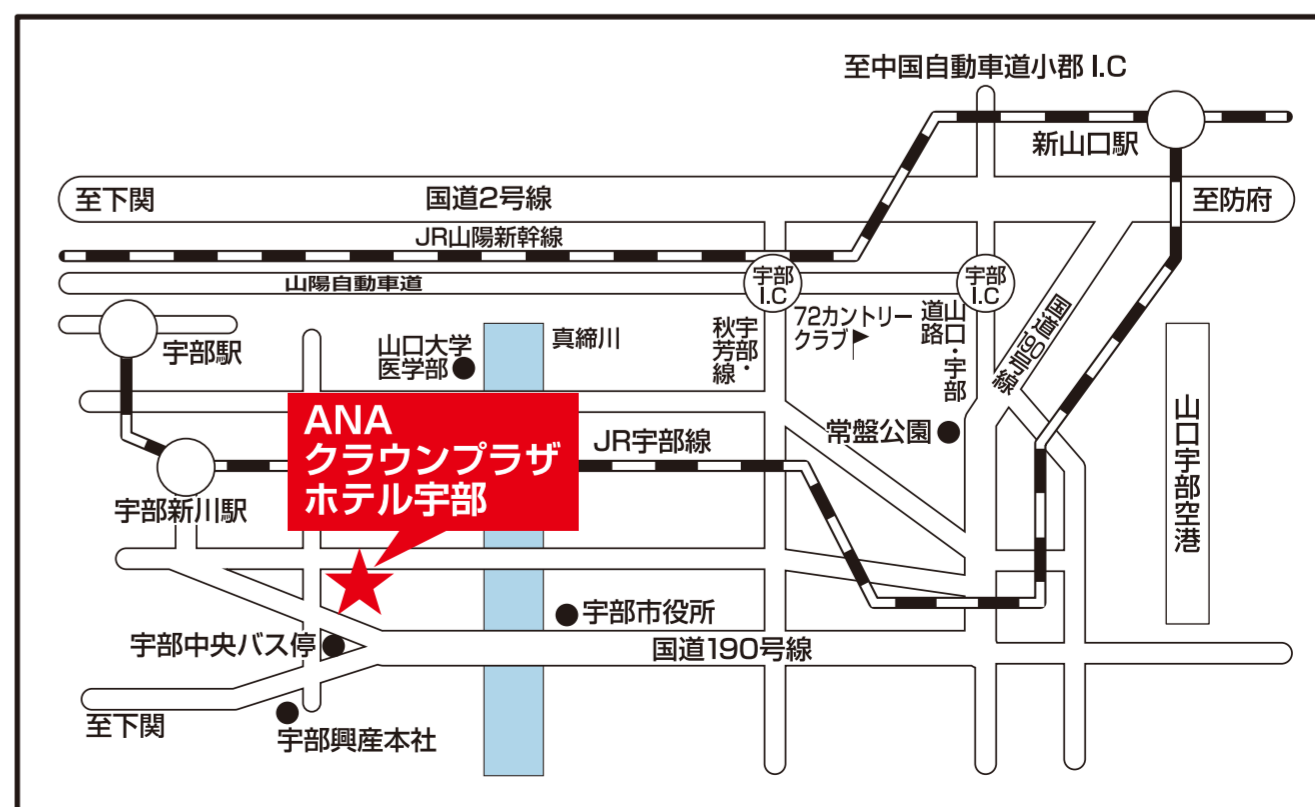 至中国自動車道小郡 I.C
新山口駅
至下関
国道2号線
至防府
JR山陽新幹線
山陽自動車道
宇部
I.C
宇部
I.C
宇部駅
山口大学
医学部
真締川
宇部・
秋芳線
72カントリー
クラブ
山口・宇部
道路
国道190号線
山口宇部空港
ANA
クラウンプラザ
ホテル宇部
JR宇部線
常盤公園
宇部新川駅
宇部市役所
宇部中央バス停
国道190号線
至下関
宇部興産本社